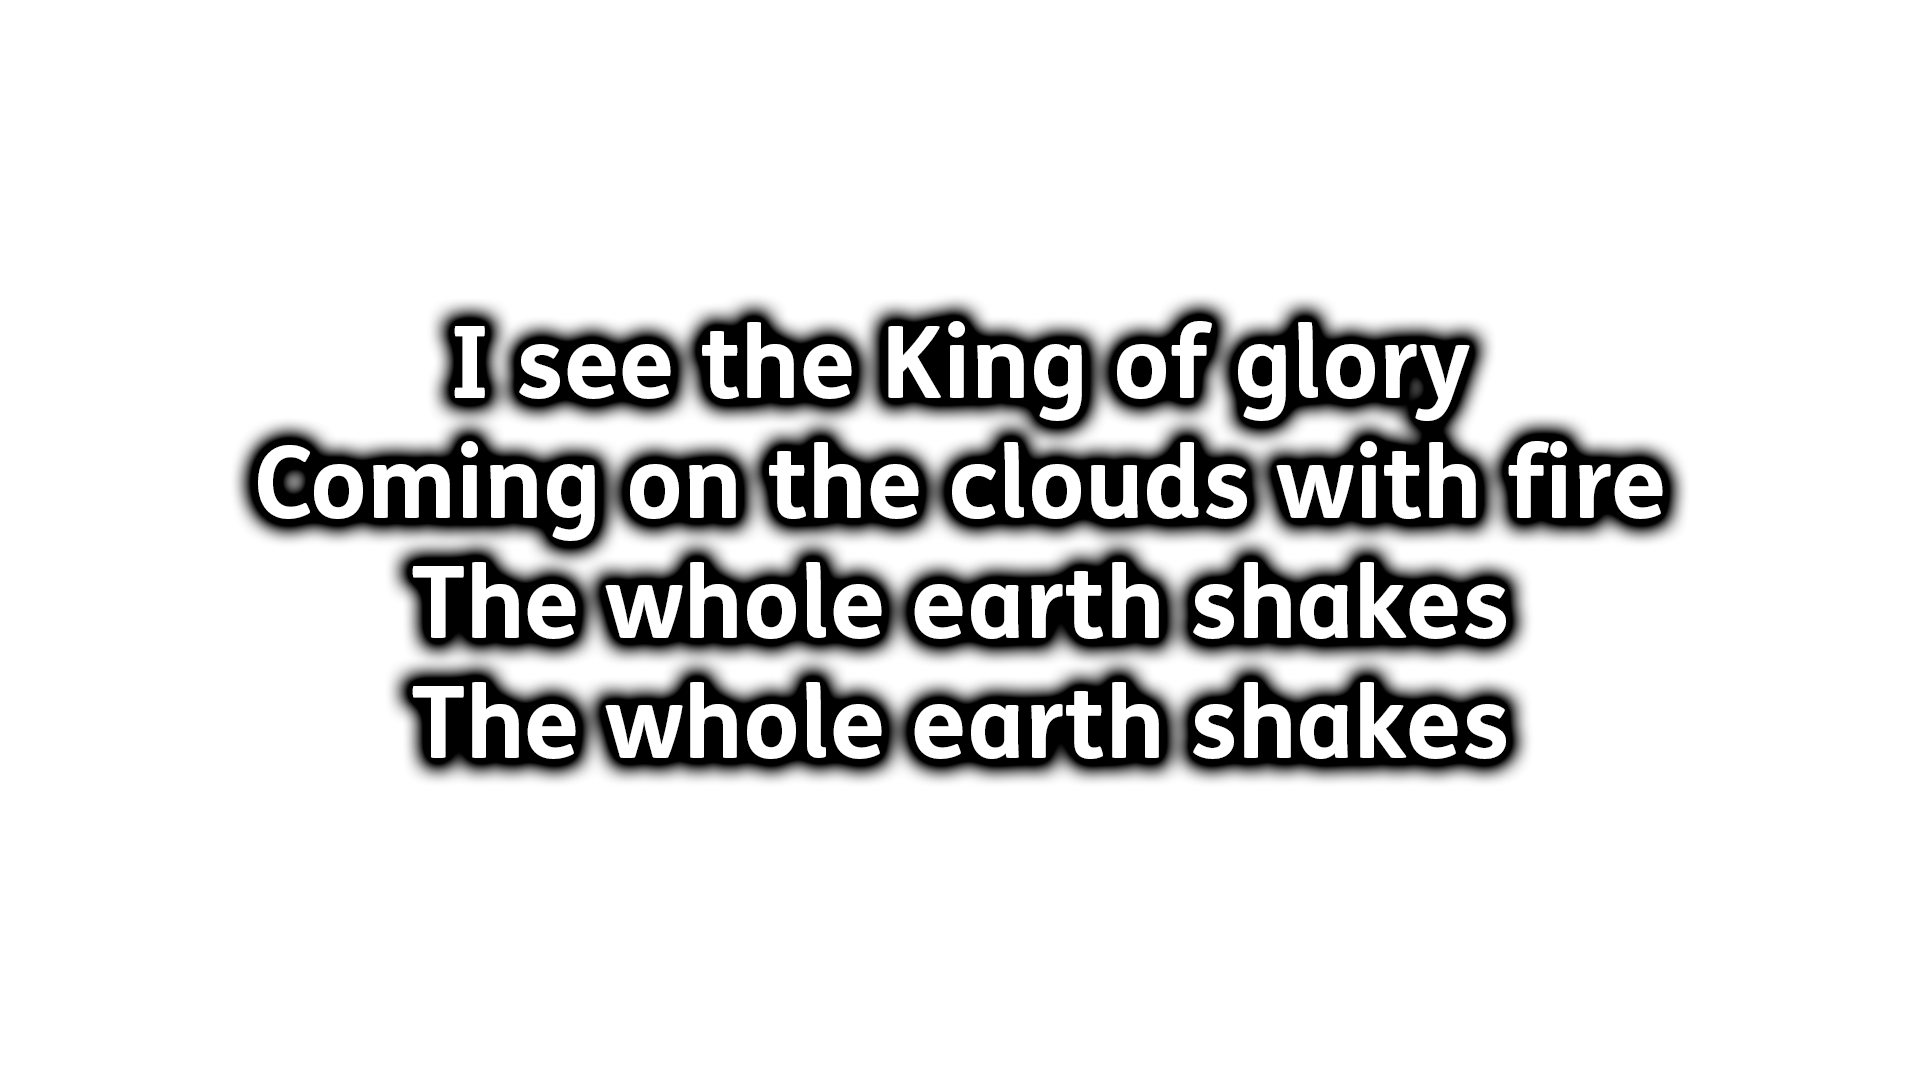 I see the King of glory
Coming on the clouds with fire
The whole earth shakes
The whole earth shakes